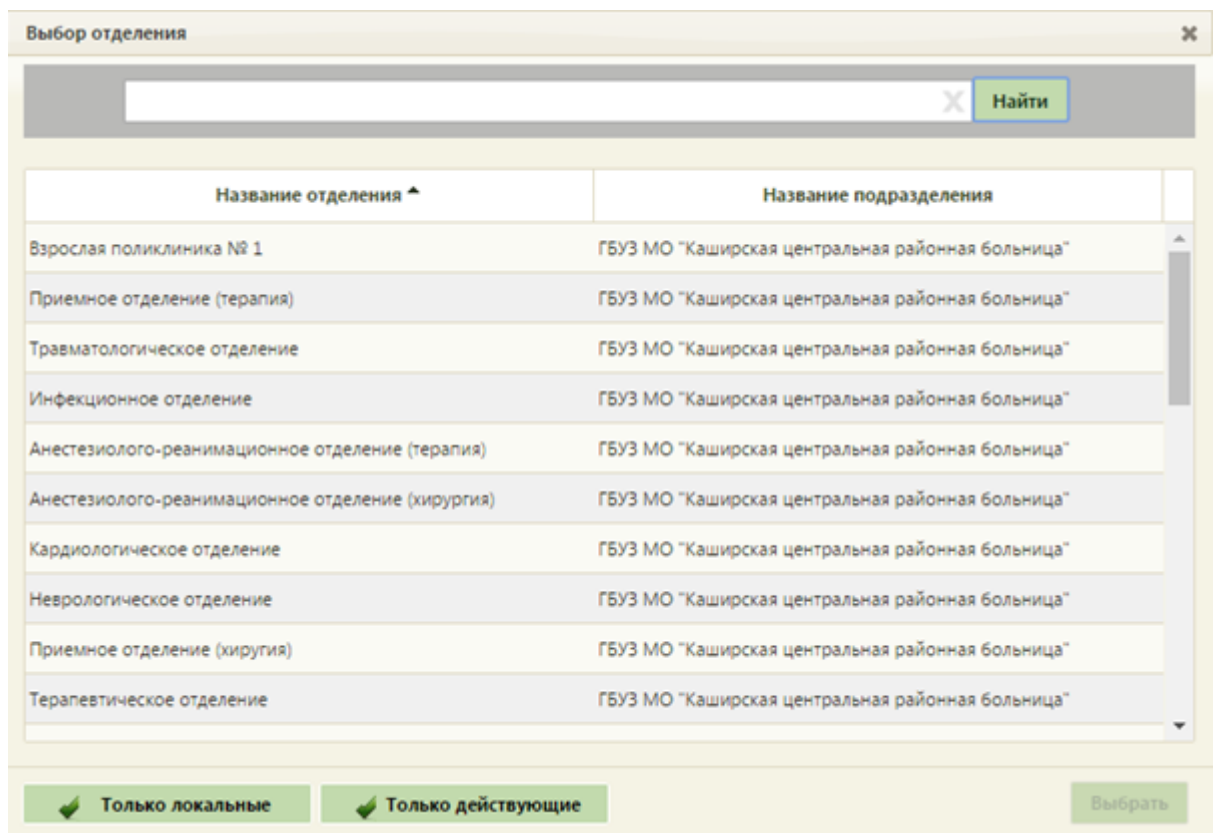 Выбор отделения
Найти
Название отделения Название подразделения
Взрослая поликлиника № 1 ГБУЗ МО "Каширская центральная районная больница"
Приемное отделение (терапия) ГБУЗ МО "Каширская центральная районная больница"
Травматологическое отделение ГБУЗ МО "Каширская центральная районная больница"
Инфекционное отделение ГБУЗ МО "Каширская центральная районная больница"
Анестезиолого-реанимационное отделение (терапия) ГБУЗ МО "Каширская центральная районная больница"
Анестезиолого-реанимационное отделение (хирургия) ГБУЗ МО "Каширская центральная районная больница"
Кардиологическое отделение ГБУЗ МО "Каширская центральная районная больница"
Неврологическое отделение ГБУЗ МО "Каширская центральная районная больница"
Приемное отделение (хиругия) ГБУЗ МО "Каширская центральная районная больница"
Терапевтическое отделение ГБУЗ МО "Каширская центральная районная больница"
Только локальные Только действующие Выбрать